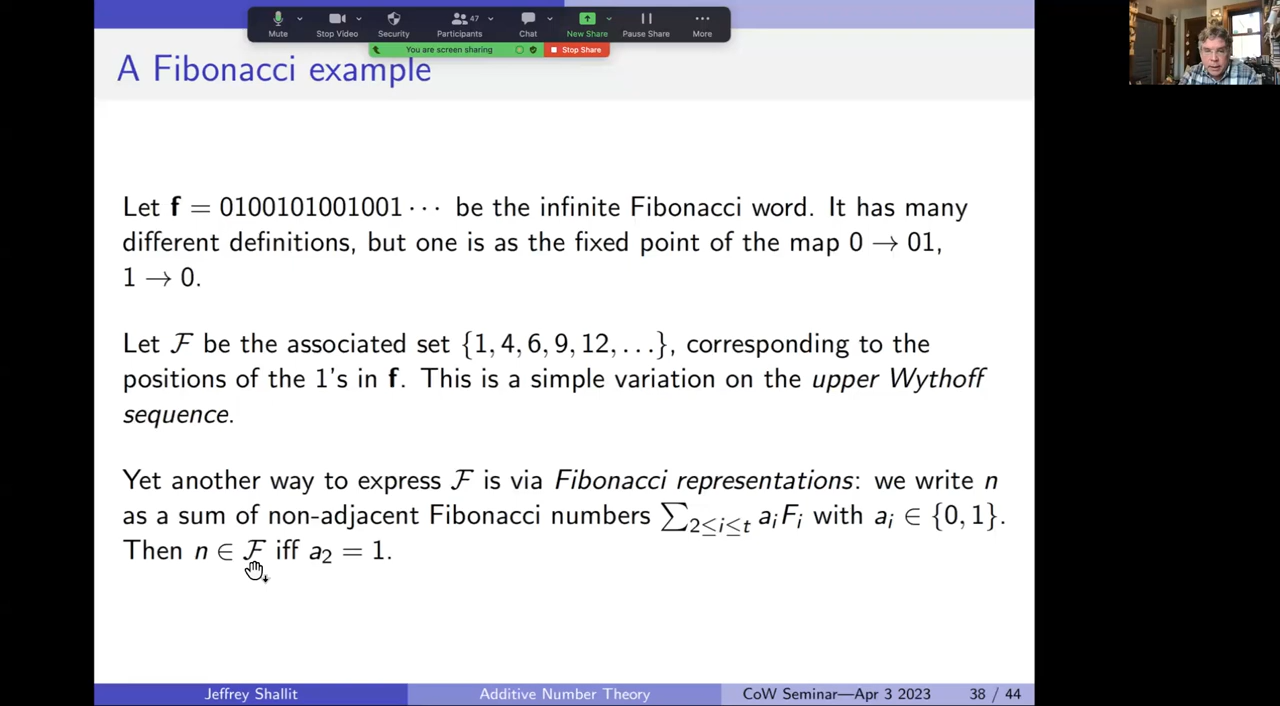 Mute
Stop Video
Security
47
Participants
Chat
New Share
Pause Share
More
You are screen sharing
Stop Share
A Fibonacci example
Let f = 0100101001001··· be the infinite Fibonacci word. It has many
different definitions, but one is as the fixed point of the map 0 → 01,
1 → 0.
Let ℱ be the associated set {1, 4, 6, 9, 12, ...}, corresponding to the
positions of the 1's in f. This is a simple variation on the upper Wythoff
sequence.
Yet another way to express ℱ is via Fibonacci representations: we write n
as a sum of non-adjacent Fibonacci numbers ∑₂≤i≤t aᵢFᵢ with aᵢ ∈ {0, 1}.
Then n ∈ ℱ iff a₂ = 1.
Jeffrey Shallit
Additive Number Theory
CoW Seminar—Apr 3 2023
38 / 44